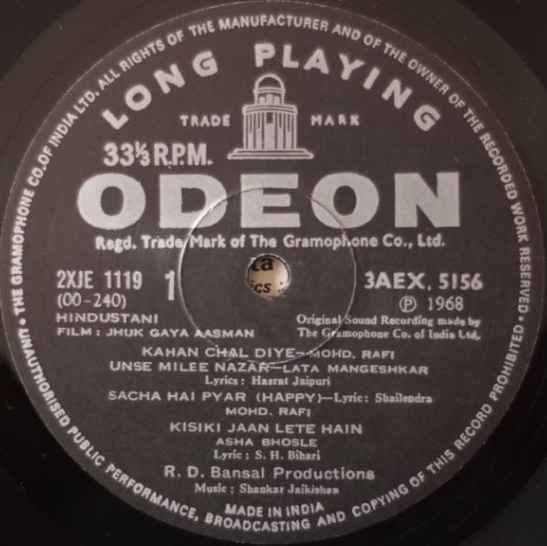 THE GRAMOPHONE CO. OF INDIA LTD. ALL RIGHTS OF THE MANUFACTURER AND OF THE OWNER OF THE RECORDED WORK RESERVED
LONG PLAYING
TRADE MARK
33⅓ R.P.M.
ODEON
Regd. Trade Mark of The Gramophone Co., Ltd.
2XJE 1119 1 3AEX. 5156
(00-240) Ⓟ 1968
HINDUSTANI Original Sound Recording made by
FILM : JHUK GAYA AASMAN The Gramophone Co. of India Ltd.
KAHAN CHAL DIYE—MOHD. RAFI
UNSE MILEE NAZAR—LATA MANGESHKAR
Lyrics : Hasrat Jaipuri
SACHA HAI PYAR (HAPPY)—Lyric : Shailendra
MOHD. RAFI
KISIKI JAAN LETE HAIN
ASHA BHOSLE
Lyric : S. H. Bihari
R. D. Bansal Productions
Music : Shankar Jaikishan
MADE IN INDIA
UNAUTHORISED PUBLIC PERFORMANCE, BROADCASTING AND COPYING OF THIS RECORD PROHIBITED